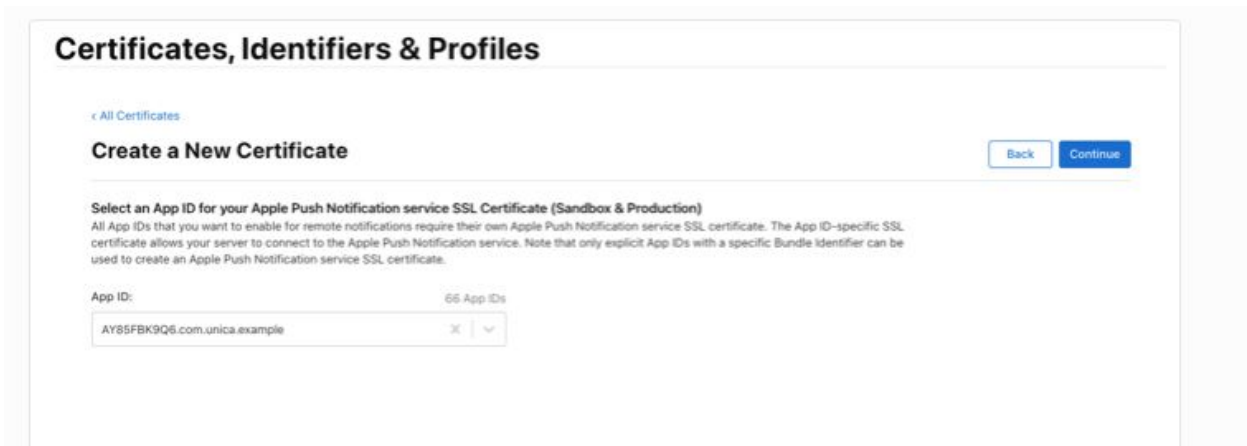 Certificates, Identifiers & Profiles
‹ All Certificates
Create a New Certificate
Back
Continue
Select an App ID for your Apple Push Notification service SSL Certificate (Sandbox & Production)
All App IDs that you want to enable for remote notifications require their own Apple Push Notification service SSL certificate. The App ID-specific SSL
certificate allows your server to connect to the Apple Push Notification service. Note that only explicit App IDs with a specific Bundle Identifier can be
used to create an Apple Push Notification service SSL certificate.
App ID:
66 App IDs
AY85FBK9Q6.com.unica.example